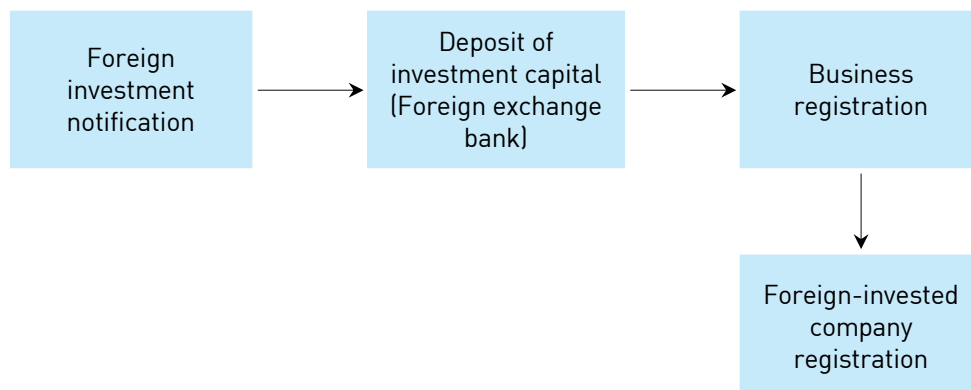 Foreign
investment
notification
Deposit of
investment capital
(Foreign exchange
bank)
Business
registration
Foreign-invested
company
registration